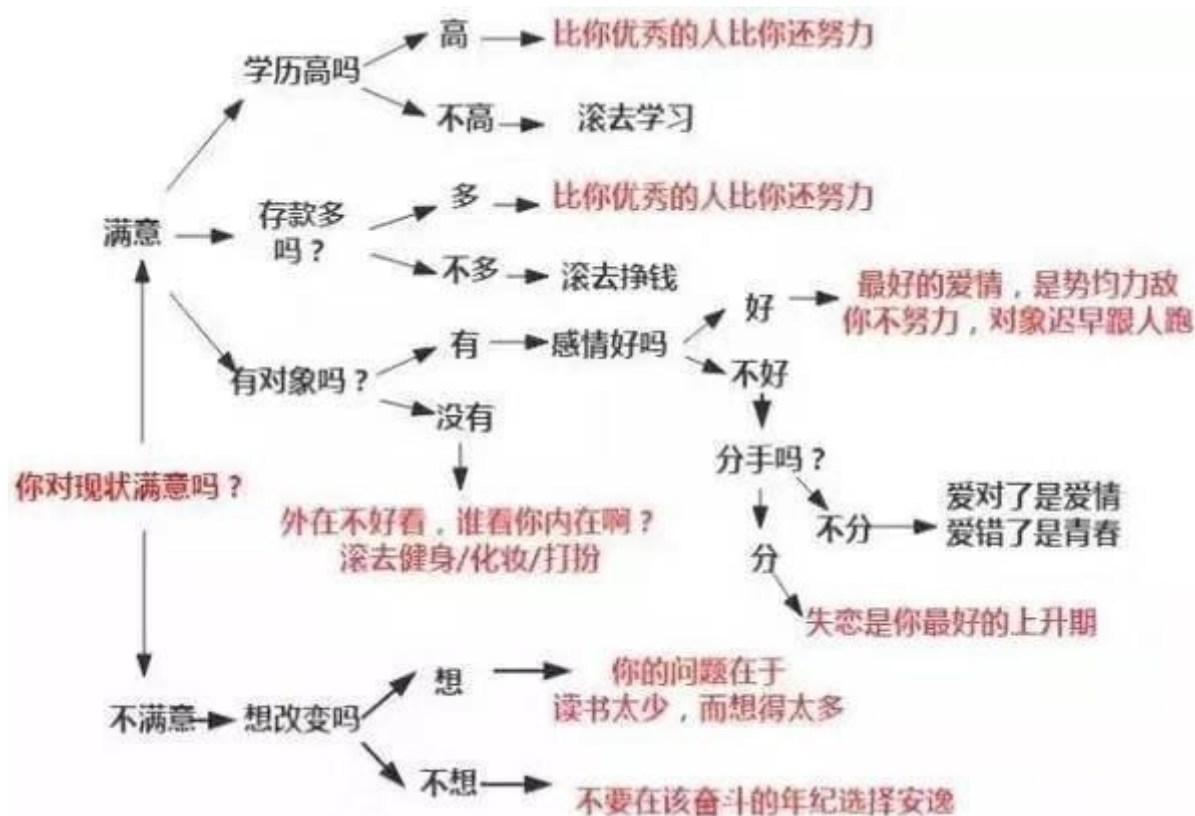 高
比你优秀的人比你还努力
学历高吗
不高
滚去学习
多
比你优秀的人比你还努力
存款多
吗？
满意
不多
滚去挣钱
最好的爱情，是势均力敌
你不努力，对象迟早跟人跑
好
有
感情好吗
不好
有对象吗？
没有
分手吗？
你对现状满意吗？
爱对了是爱情
爱错了是青春
不分
外在不好看，谁看你内在啊？
滚去健身/化妆/打扮
分
失恋是你最好的上升期
想
你的问题在于
读书太少，而想得太多
不满意
想改变吗
不想
不要在该奋斗的年纪选择安逸